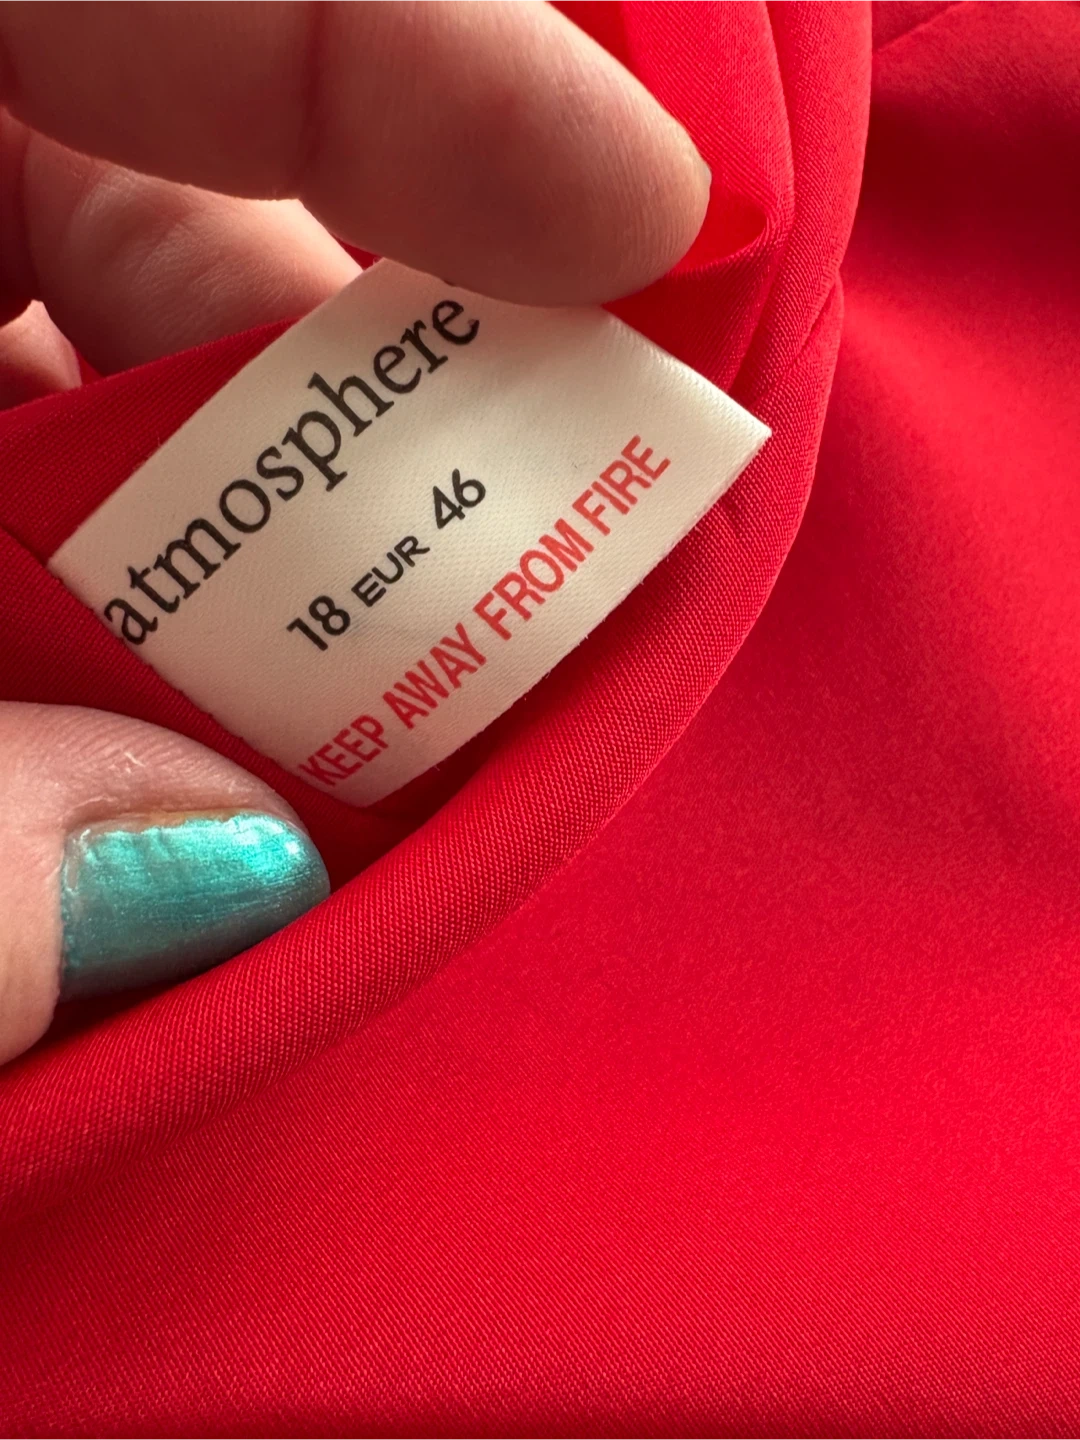 atmosphere
18 EUR 46
KEEP AWAY FROM FIRE